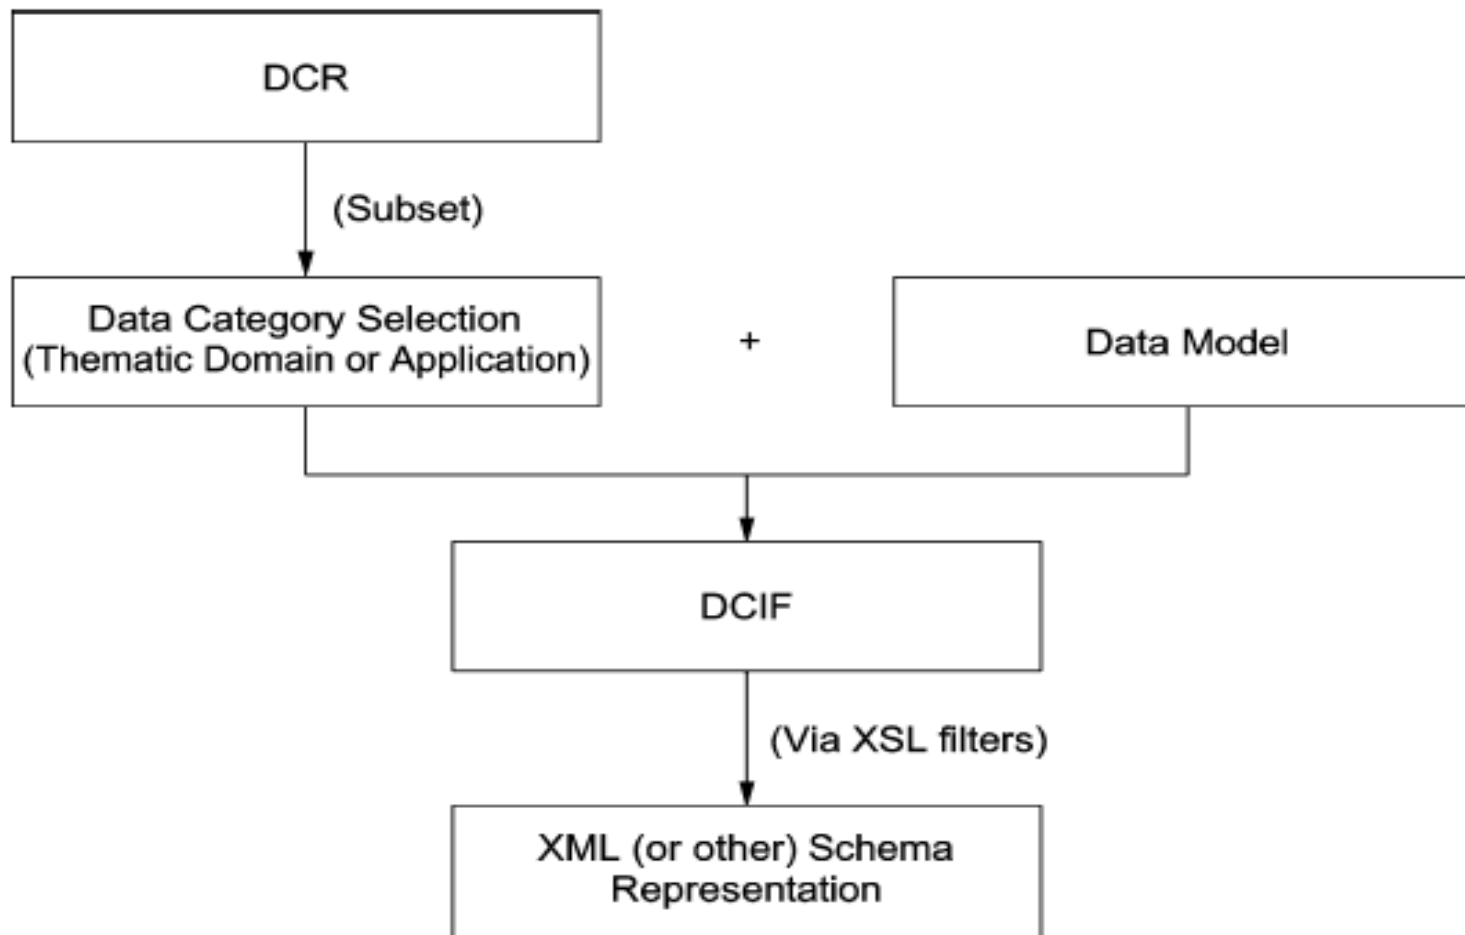 DCR
(Subset)
Data Category Selection
(Thematic Domain or Application)
+
Data Model
DCIF
(Via XSL filters)
XML (or other) Schema
Representation